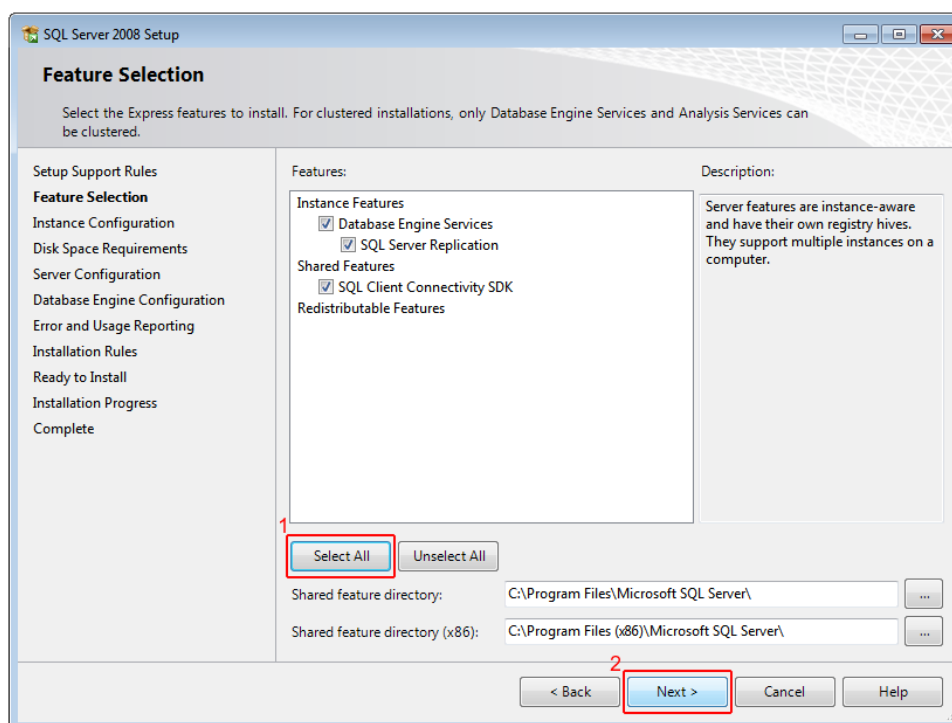 SQL Server 2008 Setup
Feature Selection
Select the Express features to install. For clustered installations, only Database Engine Services and Analysis Services can
be clustered.
Setup Support Rules
Feature Selection
Instance Configuration
Disk Space Requirements
Server Configuration
Database Engine Configuration
Error and Usage Reporting
Installation Rules
Ready to Install
Installation Progress
Complete
Features:
Instance Features
Database Engine Services
SQL Server Replication
Shared Features
SQL Client Connectivity SDK
Redistributable Features
Description:
Server features are instance-aware
and have their own registry hives.
They support multiple instances on a
computer.
1
Select All
Unselect All
Shared feature directory:
C:\Program Files\Microsoft SQL Server\
...
Shared feature directory (x86):
C:\Program Files (x86)\Microsoft SQL Server\
...
2
< Back
Next >
Cancel
Help